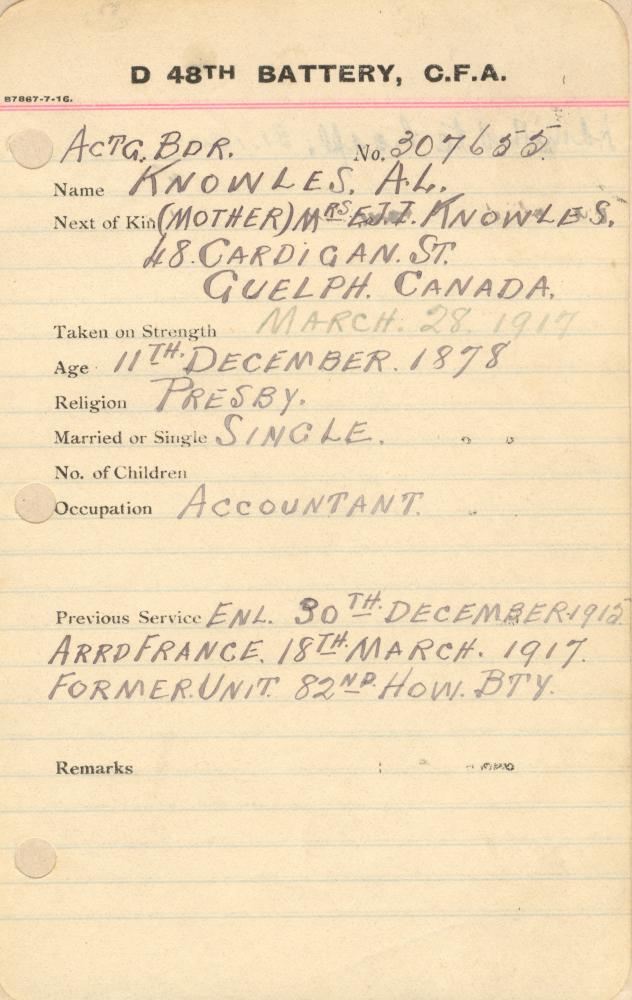 D 48TH BATTERY, C.F.A.
87867-7-16.
ACTG. BDR. No. 307655.
Name KNOWLES. A.L.
Next of Kin (MOTHER) MRS E.J.J. KNOWLES.
48. CARDIGAN. ST.
GUELPH. CANADA.
Taken on Strength MARCH. 28. 1917
Age 11TH. DECEMBER. 1878
Religion PRESBY.
Married or Single SINGLE.
No. of Children
Occupation ACCOUNTANT.
Previous Service ENL. 30TH. DECEMBER. 1915
ARRD FRANCE. 18TH. MARCH. 1917.
FORMER. UNIT. 82ND. HOW. BTY.
Remarks